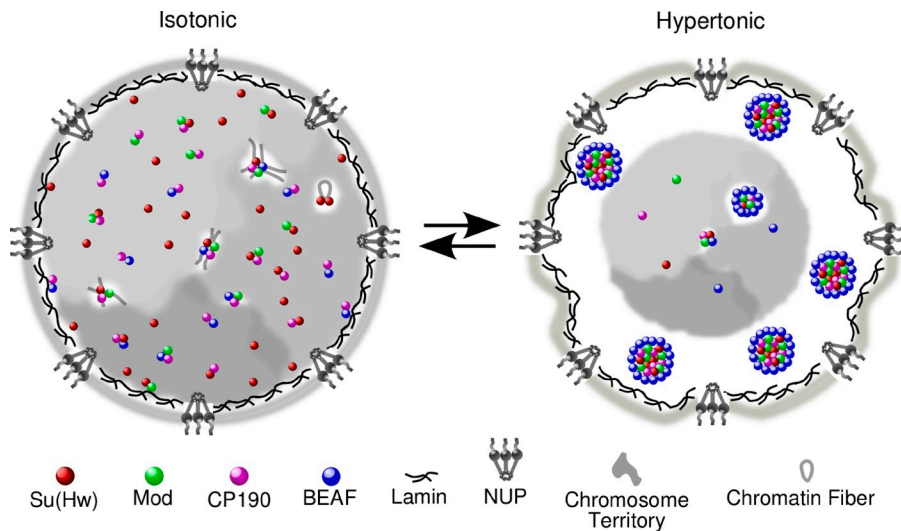 Isotonic
Hypertonic
Su(Hw)
Mod
CP190
BEAF
Lamin
NUP
Chromosome
Territory
Chromatin Fiber